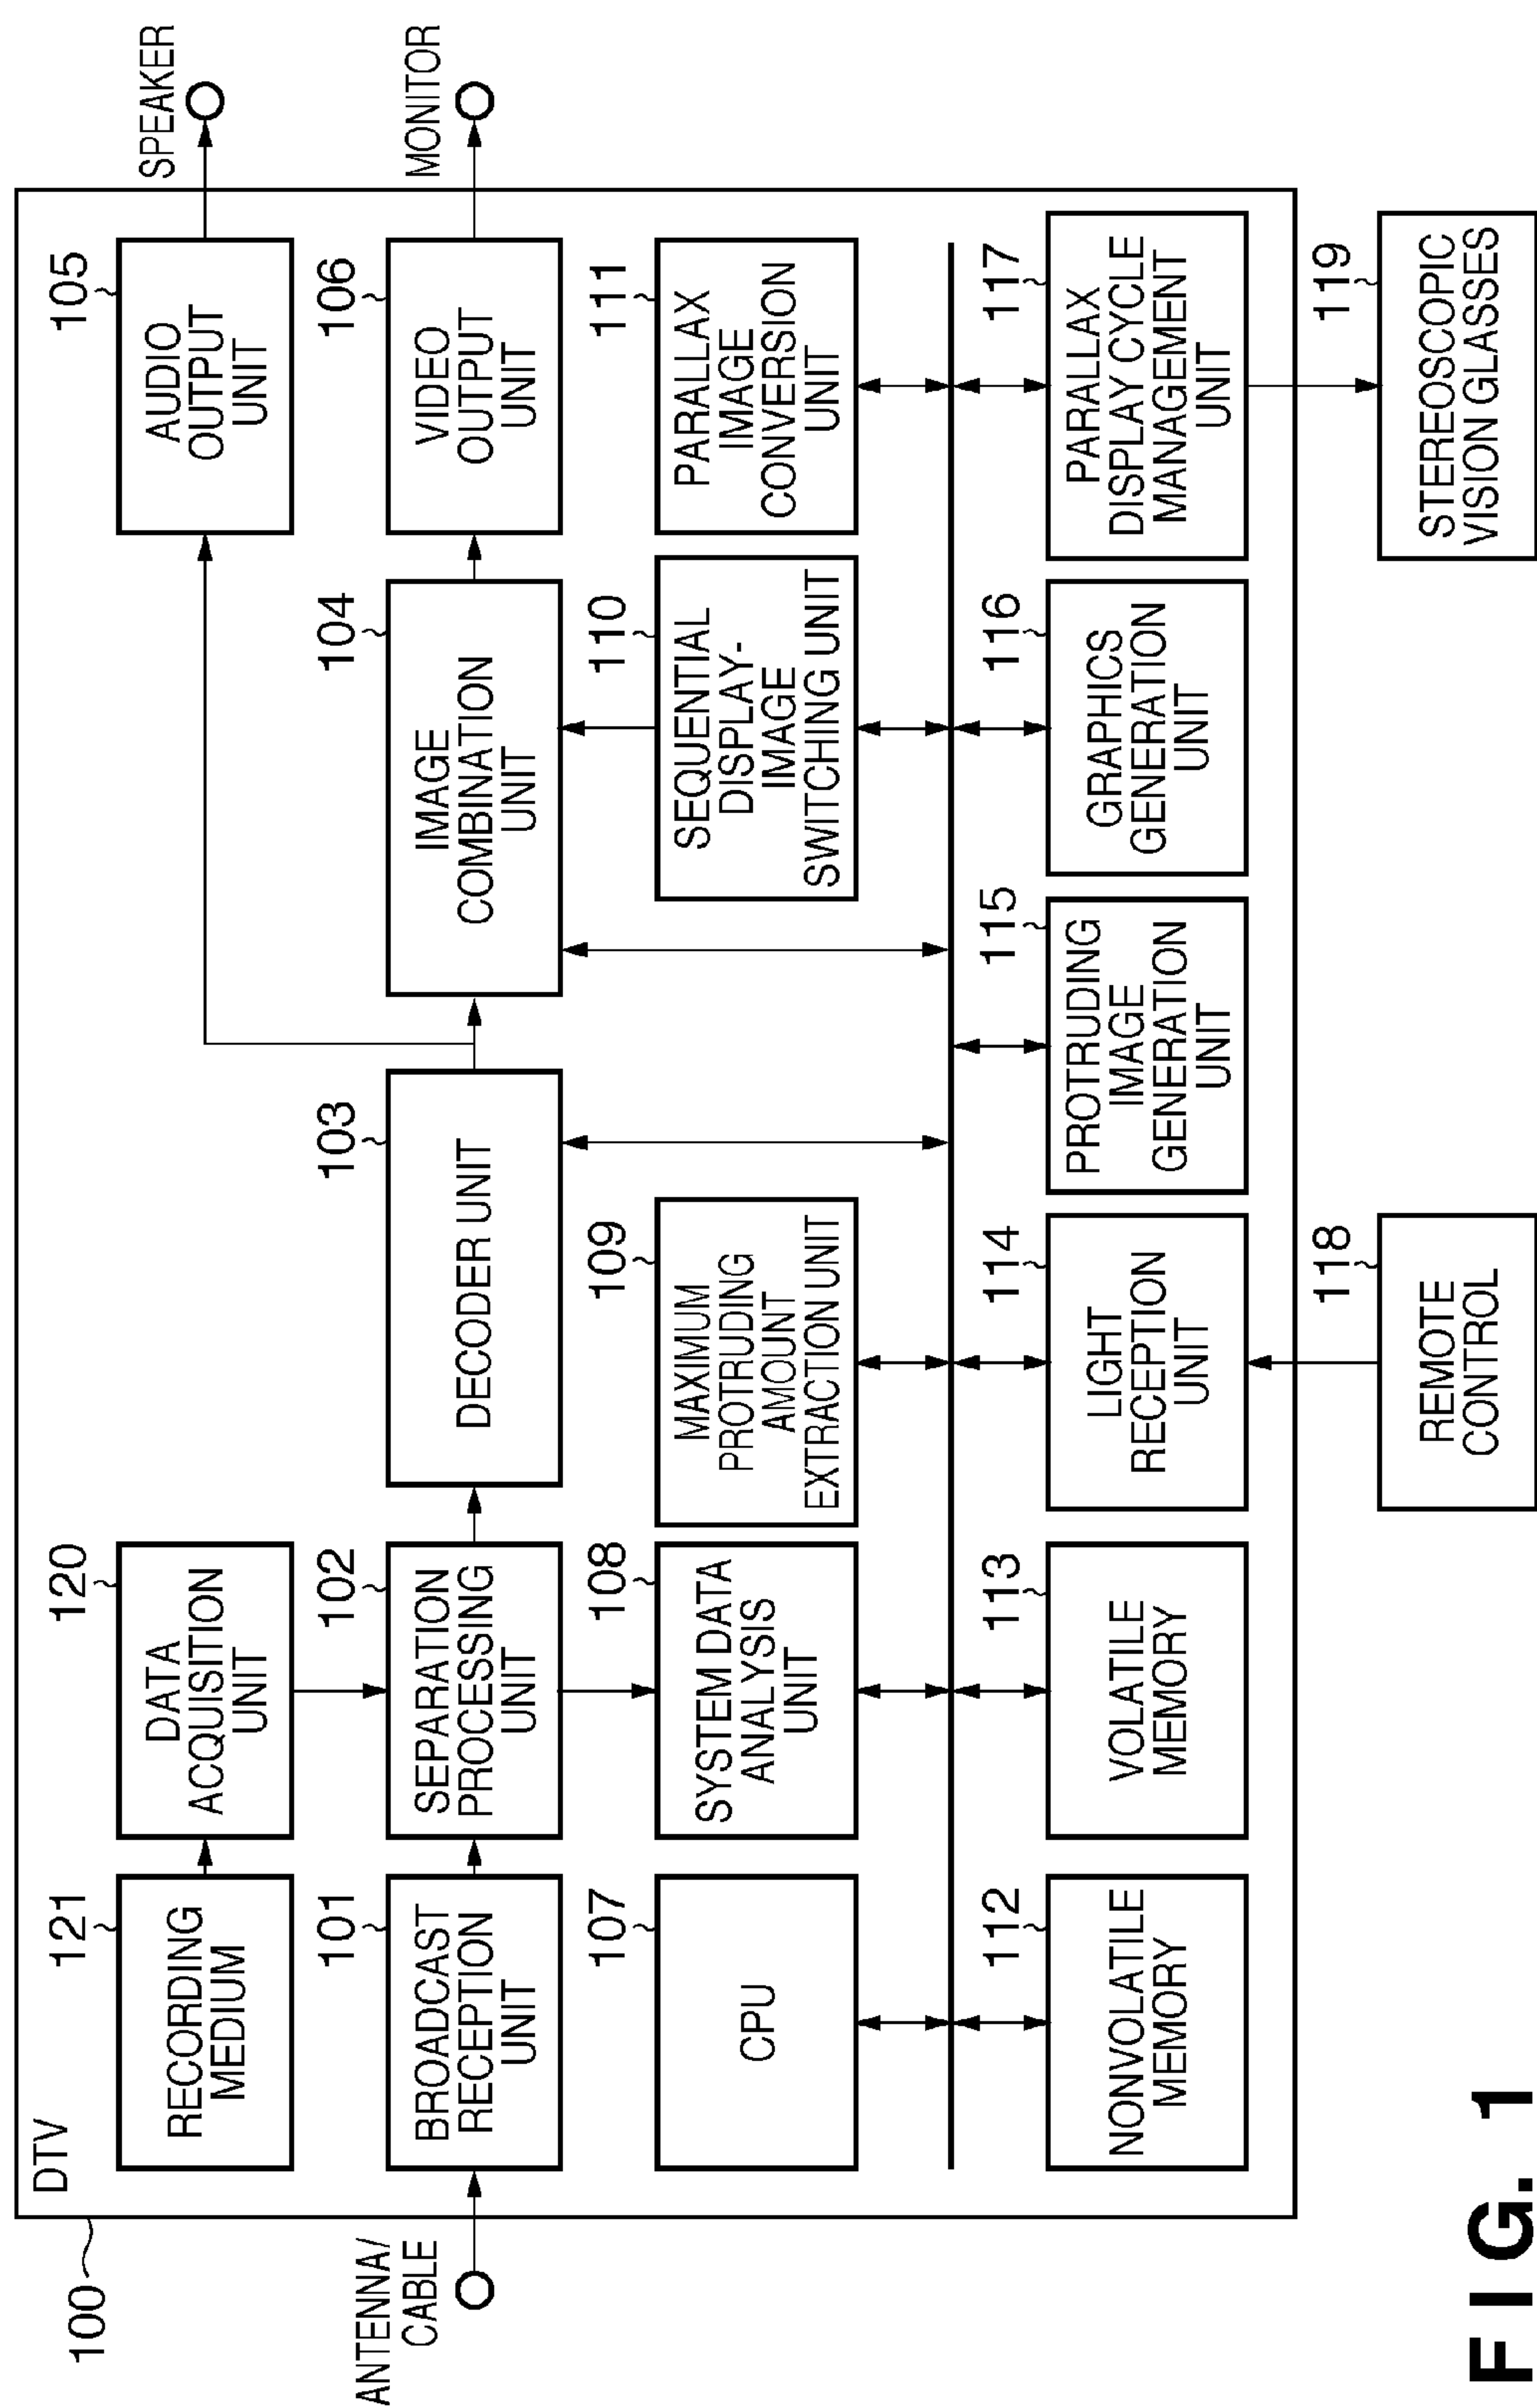 100
DTV
121
RECORDING
MEDIUM
120
DATA
ACQUISITION
UNIT
105
AUDIO
OUTPUT
UNIT
SPEAKER
ANTENNA/
CABLE
101
BROADCAST
RECEPTION
UNIT
102
SEPARATION
PROCESSING
UNIT
103
DECODER UNIT
104
IMAGE
COMBINATION
UNIT
106
VIDEO
OUTPUT
UNIT
MONITOR
107
CPU
108
SYSTEM DATA
ANALYSIS
UNIT
109
MAXIMUM
PROTRUDING
AMOUNT
EXTRACTION UNIT
110
SEQUENTIAL
DISPLAY-
IMAGE
SWITCHING UNIT
111
PARALLAX
IMAGE
CONVERSION
UNIT
112
NONVOLATILE
MEMORY
113
VOLATILE
MEMORY
114
LIGHT
RECEPTION
UNIT
115
PROTRUDING
IMAGE
GENERATION
UNIT
116
GRAPHICS
GENERATION
UNIT
117
PARALLAX
DISPLAY CYCLE
MANAGEMENT
UNIT
118
REMOTE
CONTROL
119
STEREOSCOPIC
VISION GLASSES
FIG. 1